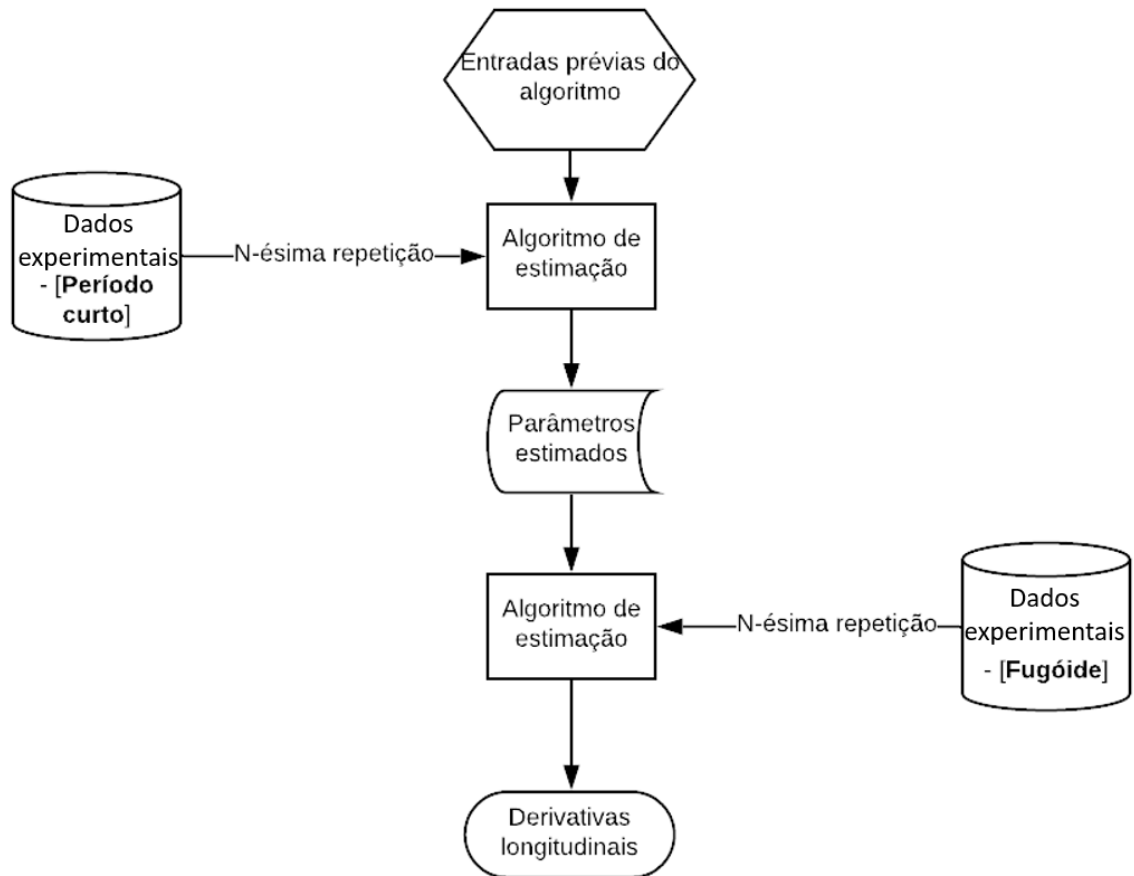 Entradas prévias do
algoritmo
Dados
experimentais
- [Período
curto]
N-ésima repetição
Algoritmo de
estimação
Parâmetros
estimados
Algoritmo de
estimação
N-ésima repetição
Dados
experimentais
- [Fugóide]
Derivativas
longitudinais